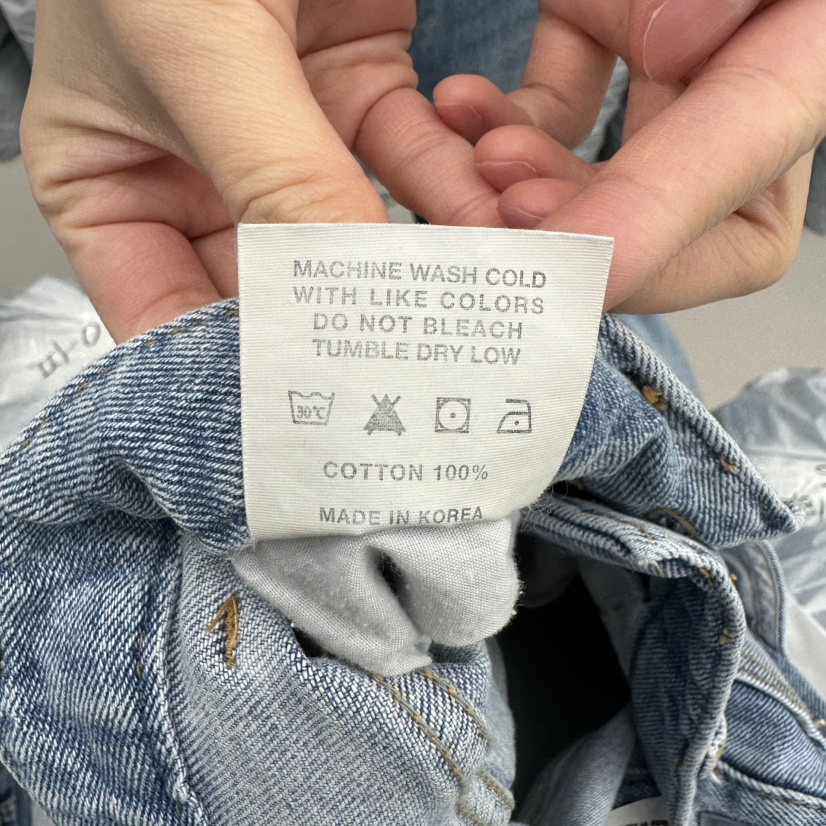 MACHINE WASH COLD
WITH LIKE COLORS
DO NOT BLEACH
TUMBLE DRY LOW
30°C
COTTON 100%
MADE IN KOREA